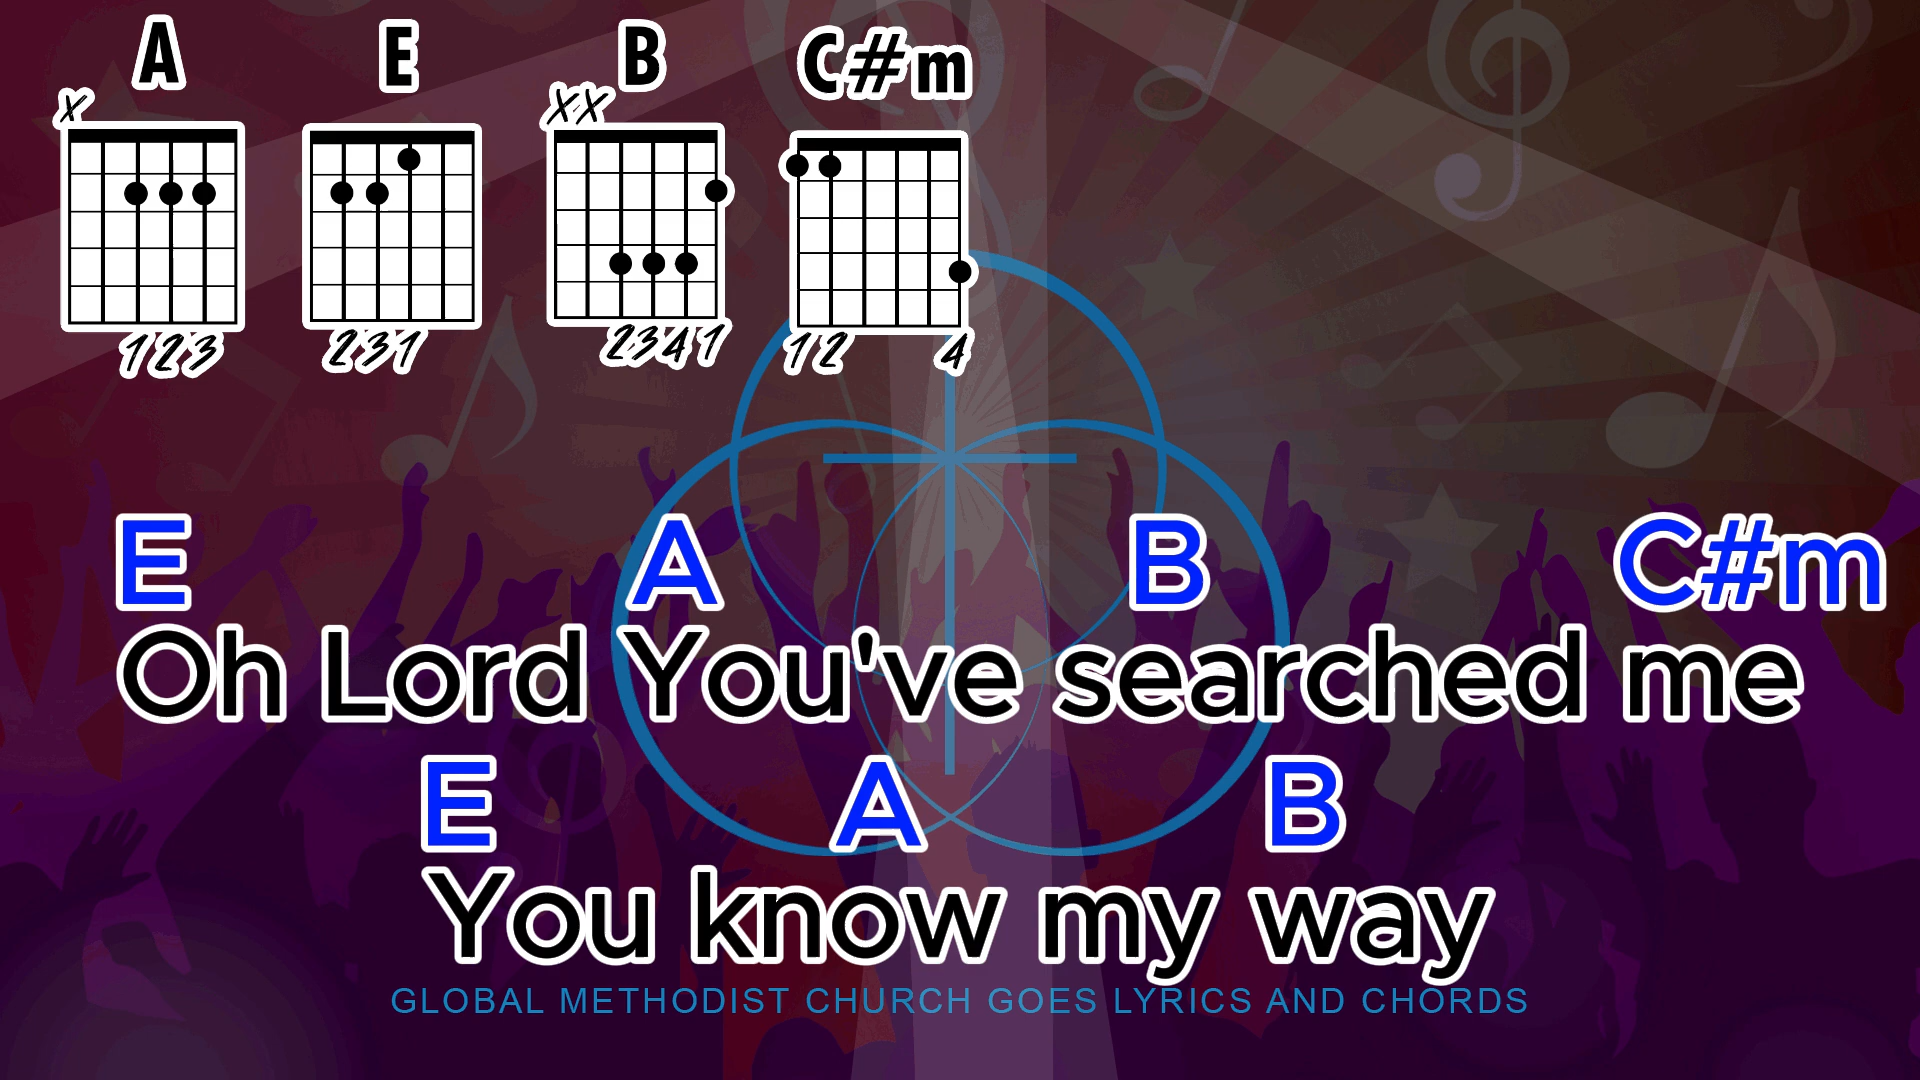 A E B C#m
x xx
123 231 2341 12 4
E A B C#m
Oh Lord You've searched me
E A B
You know my way
GLOBAL METHODIST CHURCH GOES LYRICS AND CHORDS